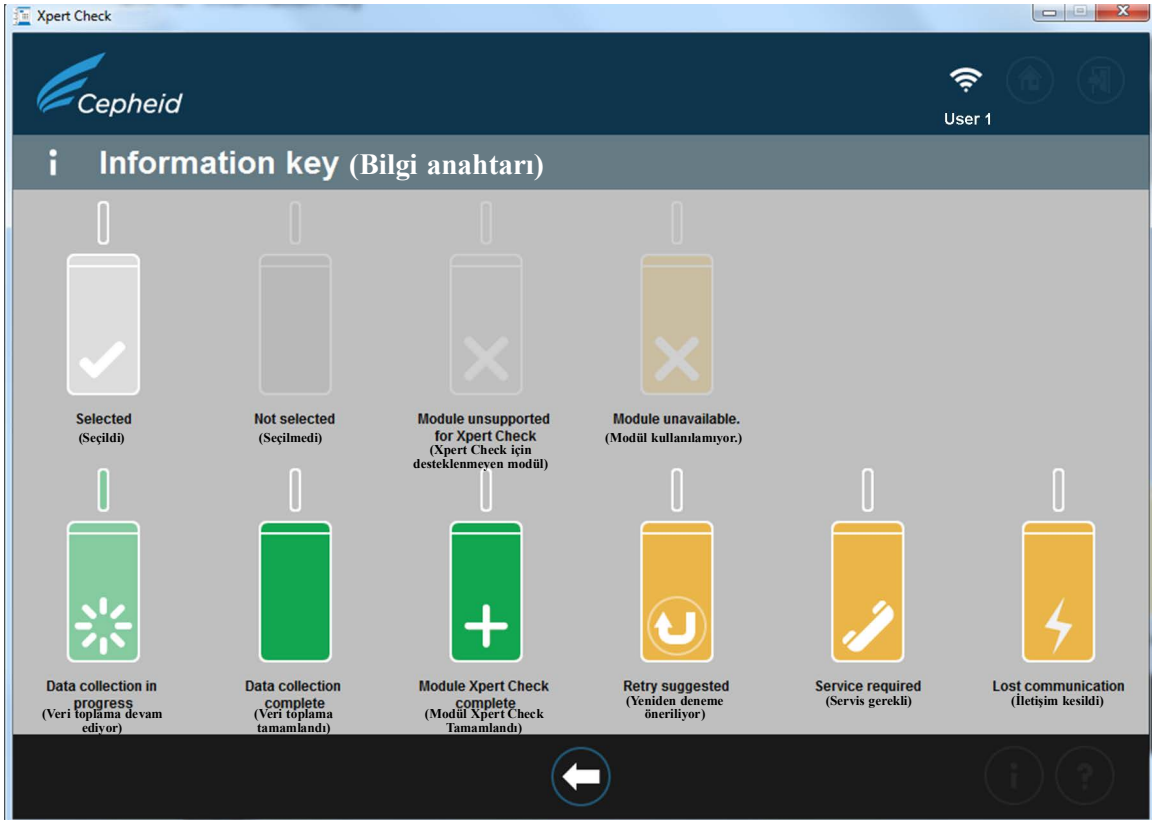 Xpert Check
Cepheid
User 1
i Information key (Bilgi anahtarı)
Selected
(Seçildi)
Not selected
(Seçilmedi)
Module unsupported
for Xpert Check
(Xpert Check için
desteklenmeyen modül)
Module unavailable.
(Modül kullanılamıyor.)
Data collection in
progress
(Veri toplama devam
ediyor)
Data collection
complete
(Veri toplama
tamamlandı)
Module Xpert Check
complete
(Modül Xpert Check
Tamamlandı)
Retry suggested
(Yeniden deneme
öneriliyor)
Service required
(Servis gerekli)
Lost communication
(İletişim kesildi)
i ?